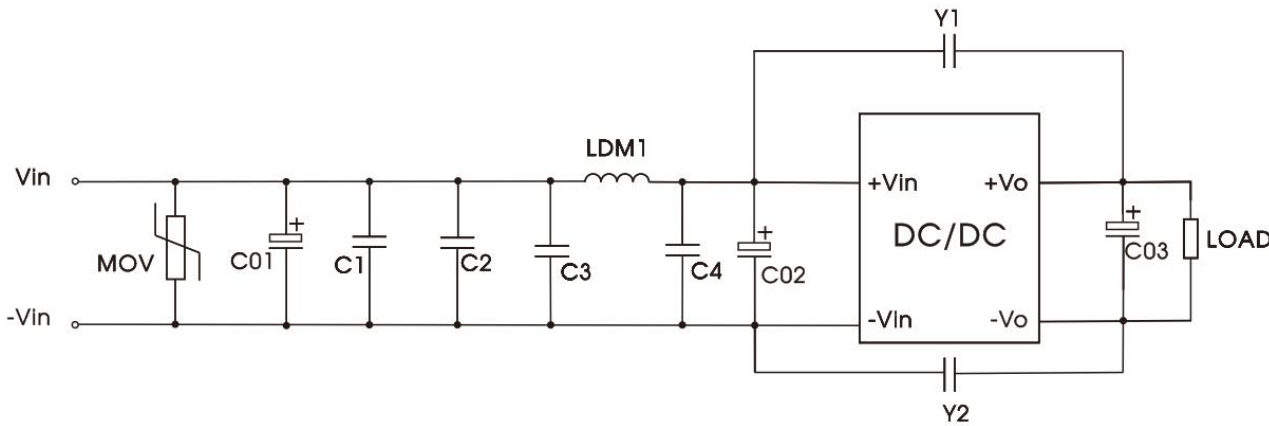 Y1
LDM1
Vin
+Vin
+Vo
+
+
+
DC/DC
MOV
C01
C1
C2
C3
C4
C02
C03
LOAD
-Vin
-Vin
-Vo
Y2